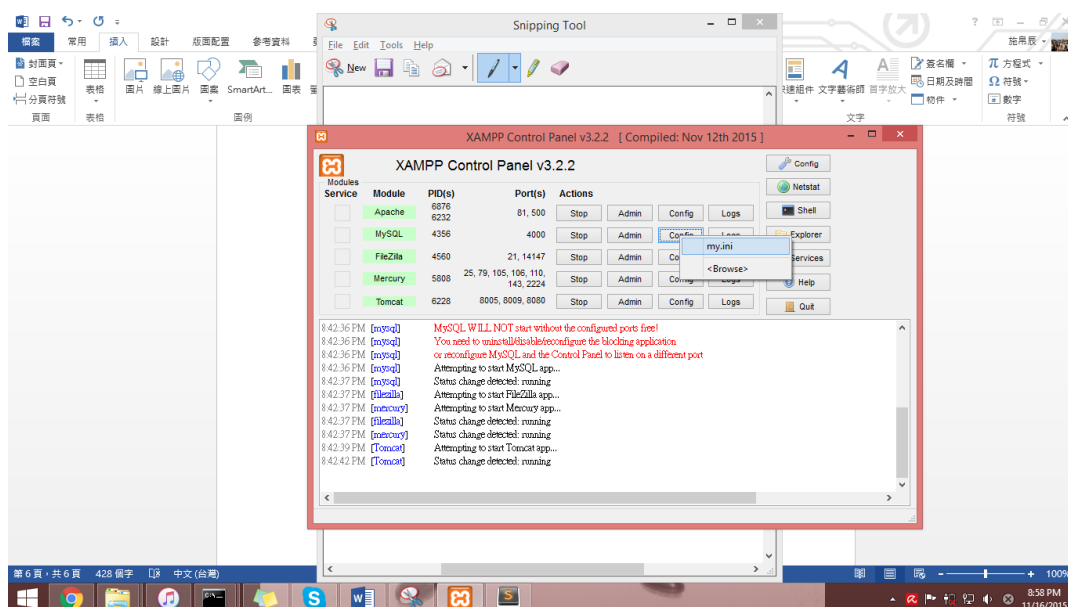 Snipping Tool
?
檔案 常用 插入 設計 版面配置 參考資料
施帛辰
File Edit Tools Help
New
封面頁
空白頁
分頁符號
頁面
表格
表格
圖片
線上圖片
圖案
SmartArt...
圖表
圖例
文字藝術師
首字放大
簽名欄
日期及時間
物件
文字
方程式
Ω 符號
數字
符號
XAMPP Control Panel v3.2.2 [ Compiled: Nov 12th 2015 ]
XAMPP Control Panel v3.2.2
Config
Modules
Service Module PID(s) Port(s) Actions
Netstat
Apache 6876 6232 81, 500 Stop Admin Config Logs
Shell
MySQL 4356 4000 Stop Admin Config Logs
Explorer
my.ini
FileZilla 4560 21, 14147 Stop Admin Co
Services
<Browse>
Mercury 5808 25, 79, 105, 106, 110, 143, 2224 Stop Admin Config Logs
Help
Tomcat 6228 8005, 8009, 8080 Stop Admin Config Logs
Quit
8:42:36 PM [mysql] MySQL WILL NOT start without the configured ports free!
8:42:36 PM [mysql] You need to uninstall/disable/reconfigure the blocking application
8:42:36 PM [mysql] or reconfigure MySQL and the Control Panel to listen on a different port
8:42:36 PM [mysql] Attempting to start MySQL app...
8:42:37 PM [mysql] Status change detected: running
8:42:37 PM [filezilla] Attempting to start FileZilla app...
8:42:37 PM [mercury] Attempting to start Mercury app...
8:42:37 PM [filezilla] Status change detected: running
8:42:37 PM [mercury] Status change detected: running
8:42:39 PM [Tomcat] Attempting to start Tomcat app...
8:42:42 PM [Tomcat] Status change detected: running
第 6 頁，共 6 頁 428 個字 中文 (台灣)
100%
8:58 PM
11/16/2015